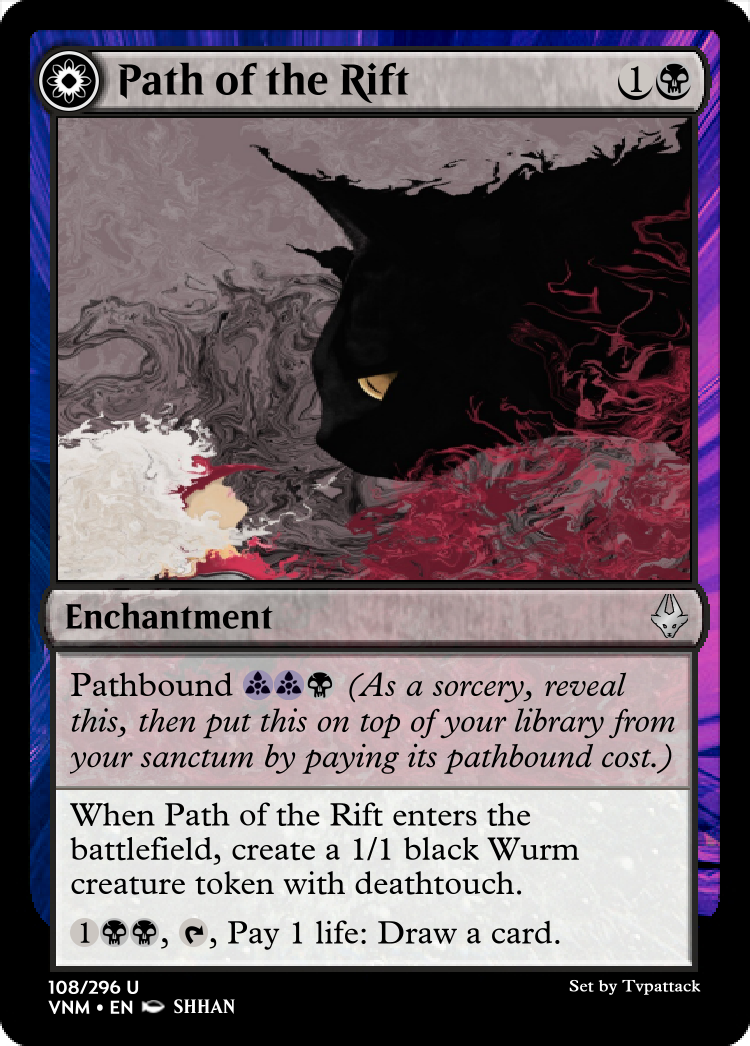 Path of the Rift 1
Enchantment
Pathbound (As a sorcery, reveal
this, then put this on top of your library from
your sanctum by paying its pathbound cost.)
When Path of the Rift enters the
battlefield, create a 1/1 black Wurm
creature token with deathtouch.
1, , Pay 1 life: Draw a card.
108/296 U
VNM • EN SHHAN
Set by Tvpattack